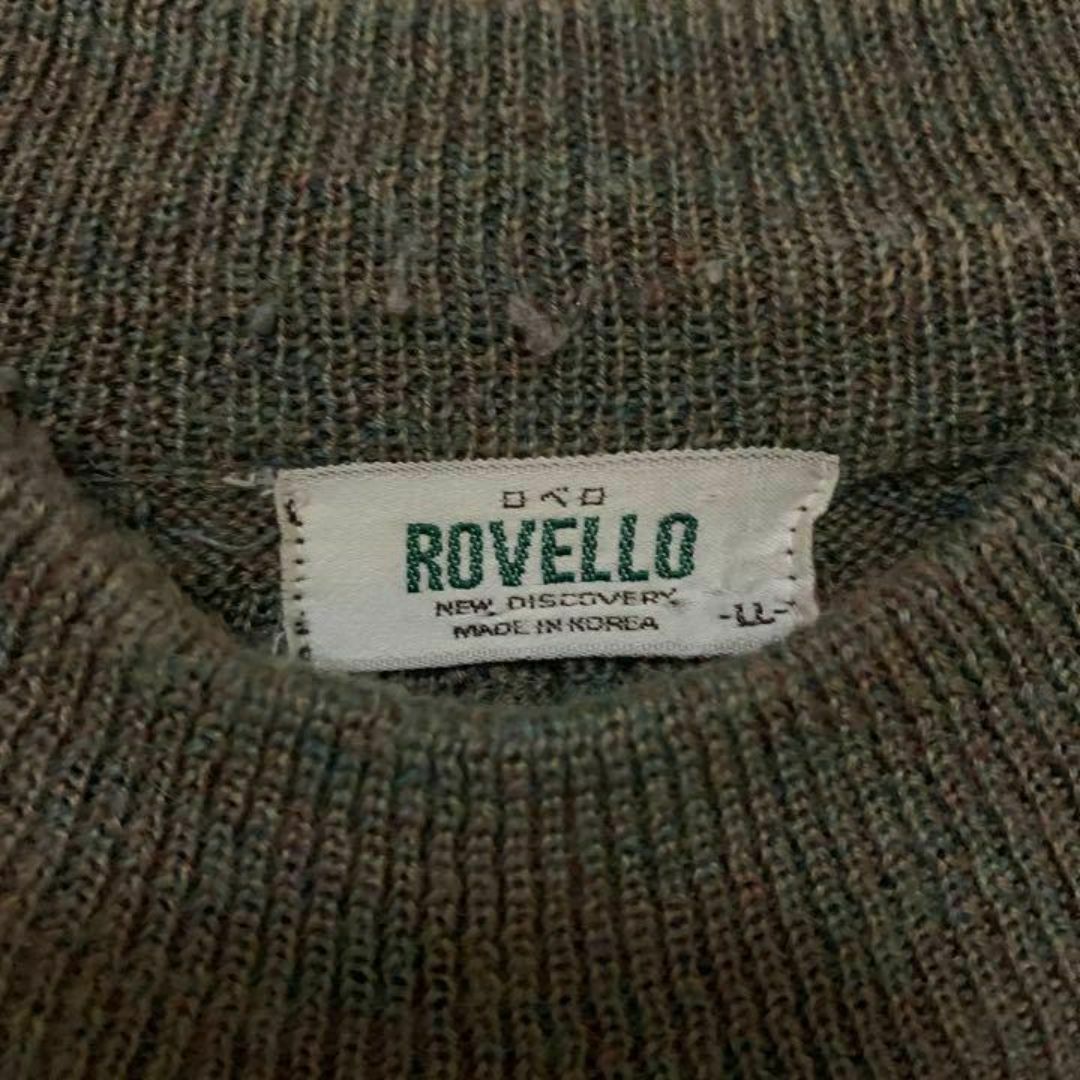 ロベロ
ROVELLO
NEW DISCOVERY
MADE IN KOREA
-LL-